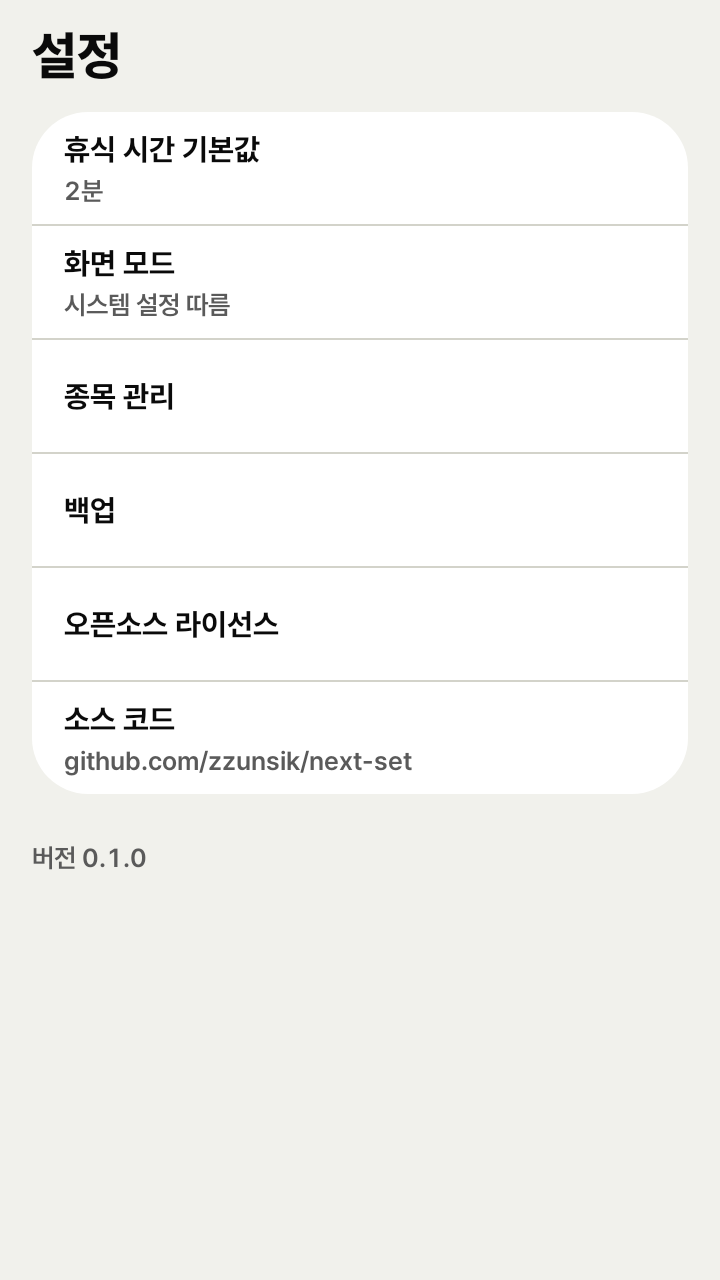 설정
휴식 시간 기본값
2분
화면 모드
시스템 설정 따름
종목 관리
백업
오픈소스 라이선스
소스 코드
github.com/zzunsik/next-set
버전 0.1.0